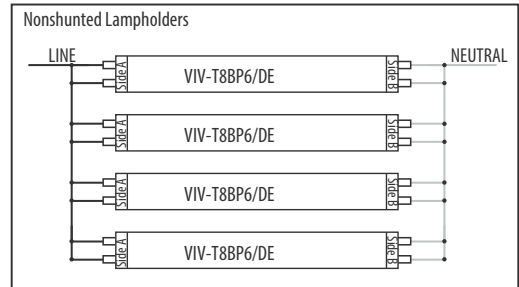 Nonshunted Lampholders
LINE
NEUTRAL
Side A
VIV-T8BP6/DE
Side B
Side A
VIV-T8BP6/DE
Side B
Side A
VIV-T8BP6/DE
Side B
Side A
VIV-T8BP6/DE
Side B